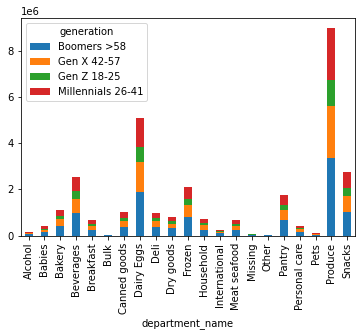 1e6
generation
Boomers >58
Gen X 42-57
Gen Z 18-25
Millennials 26-41
8
6
4
2
0
Alcohol
Babies
Bakery
Beverages
Breakfast
Bulk
Canned goods
Dairy Eggs
Deli
Dry goods
Frozen
Household
International
Meat seafood
Missing
Other
Pantry
Personal care
Pets
Produce
Snacks
department_name